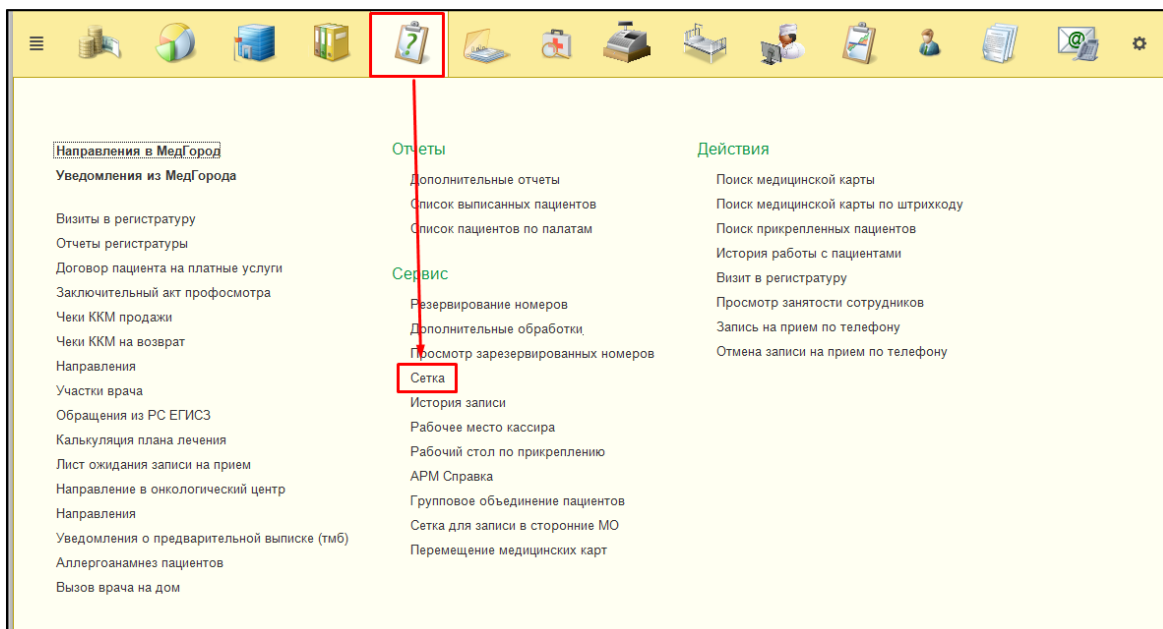 Направления в МедГород
Уведомления из МедГорода
Визиты в регистратуру
Отчеты регистратуры
Договор пациента на платные услуги
Заключительный акт профосмотра
Чеки ККМ продажи
Чеки ККМ на возврат
Направления
Участки врача
Обращения из РС ЕГИСЗ
Калькуляция плана лечения
Лист ожидания записи на прием
Направление в онкологический центр
Направления
Уведомления о предварительной выписке (тмб)
Аллергоанамнез пациентов
Вызов врача на дом
Отчеты
Дополнительные отчеты
Список выписанных пациентов
Список пациентов по палатам
Сервис
Резервирование номеров
Дополнительные обработки
Просмотр зарезервированных номеров
Сетка
История записи
Рабочее место кассира
Рабочий стол по прикреплению
АРМ Справка
Групповое объединение пациентов
Сетка для записи в сторонние МО
Перемещение медицинских карт
Действия
Поиск медицинской карты
Поиск медицинской карты по штрихкоду
Поиск прикрепленных пациентов
История работы с пациентами
Визит в регистратуру
Просмотр занятости сотрудников
Запись на прием по телефону
Отмена записи на прием по телефону